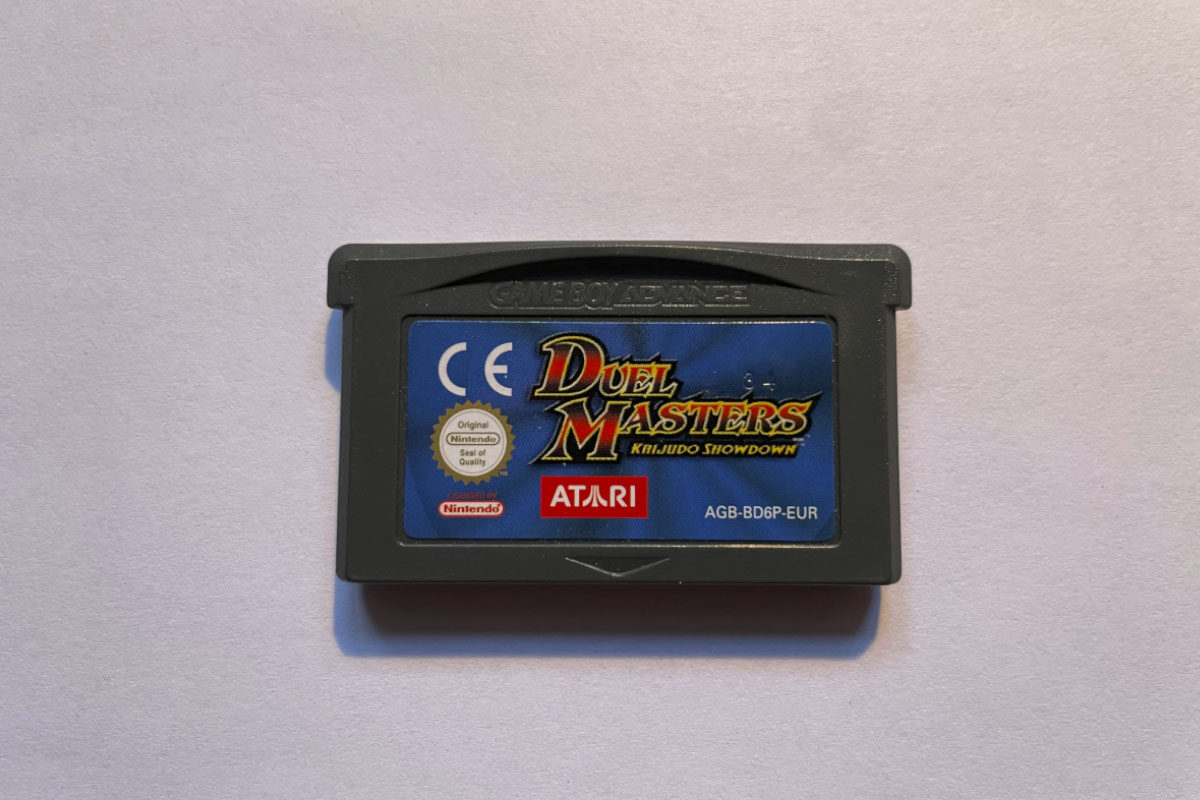 GAME BOY ADVANCE
CE
Original
Nintendo
Seal of
Quality
TM
LICENSED BY
Nintendo®
DUEL
MASTERS
KAIJUDO SHOWDOWN
ATARI
AGB-BD6P-EUR